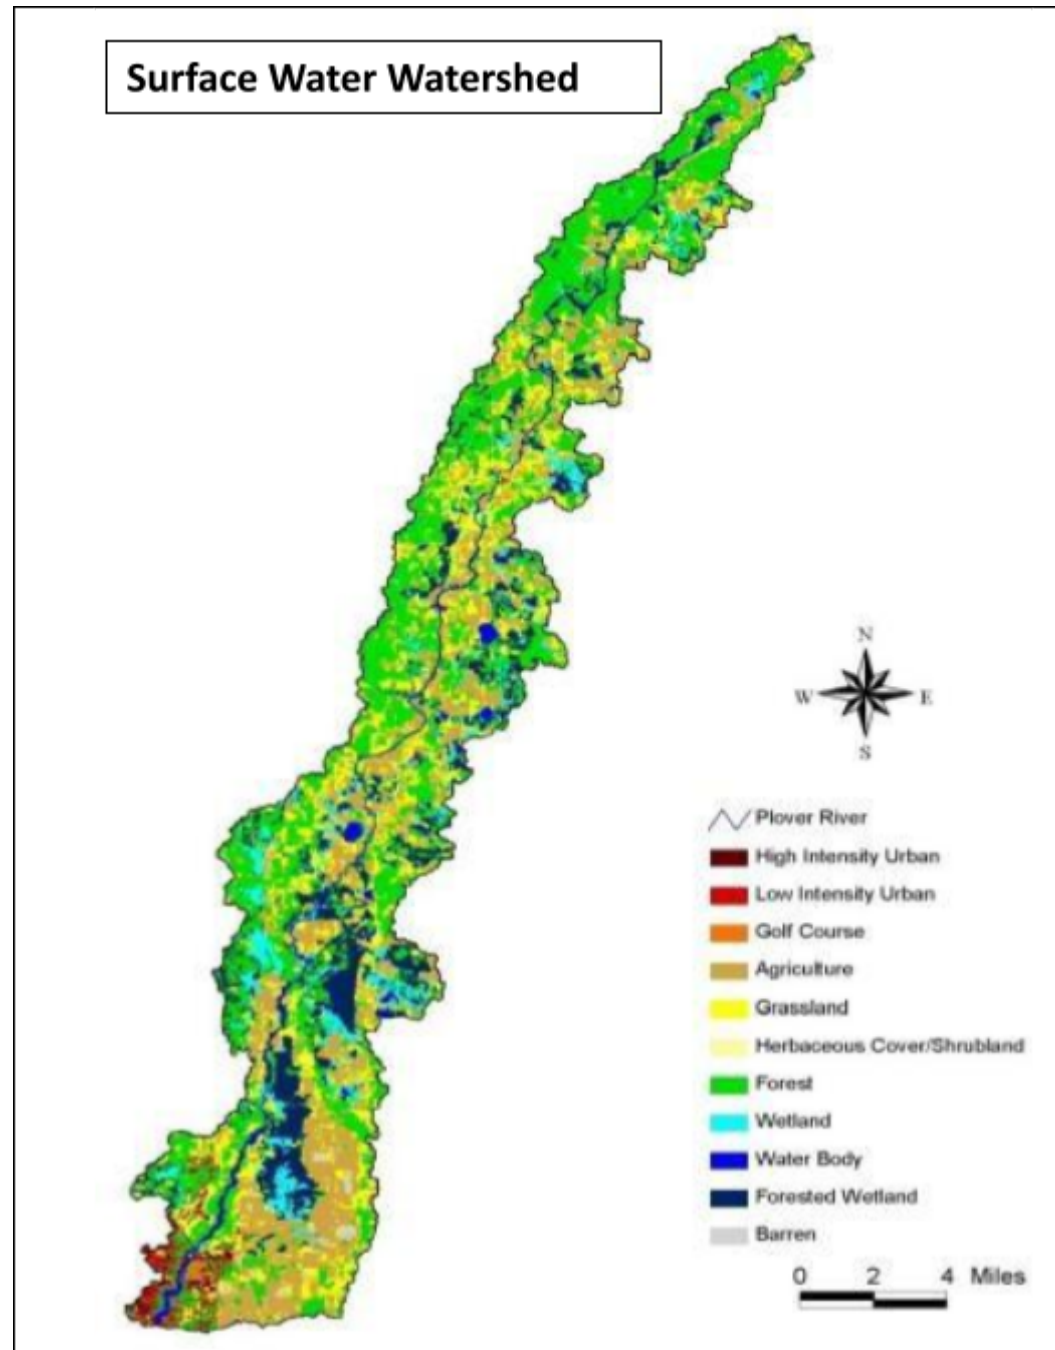 Surface Water Watershed
N
W E
S
Plover River
High Intensity Urban
Low Intensity Urban
Golf Course
Agriculture
Grassland
Herbaceous Cover/Shrubland
Forest
Wetland
Water Body
Forested Wetland
Barren
0 2 4 Miles